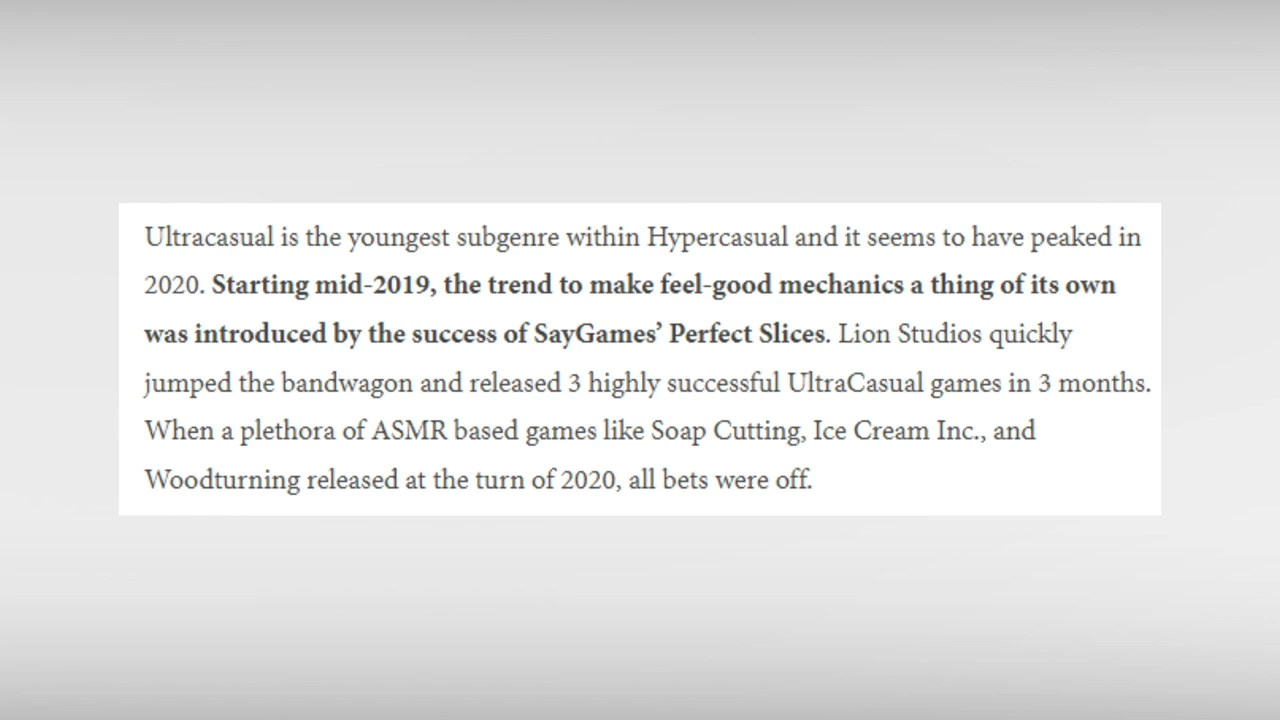 Ultracasual is the youngest subgenre within Hypercasual and it seems to have peaked in
2020. Starting mid-2019, the trend to make feel-good mechanics a thing of its own
was introduced by the success of SayGames’ Perfect Slices. Lion Studios quickly
jumped the bandwagon and released 3 highly successful UltraCasual games in 3 months.
When a plethora of ASMR based games like Soap Cutting, Ice Cream Inc., and
Woodturning released at the turn of 2020, all bets were off.